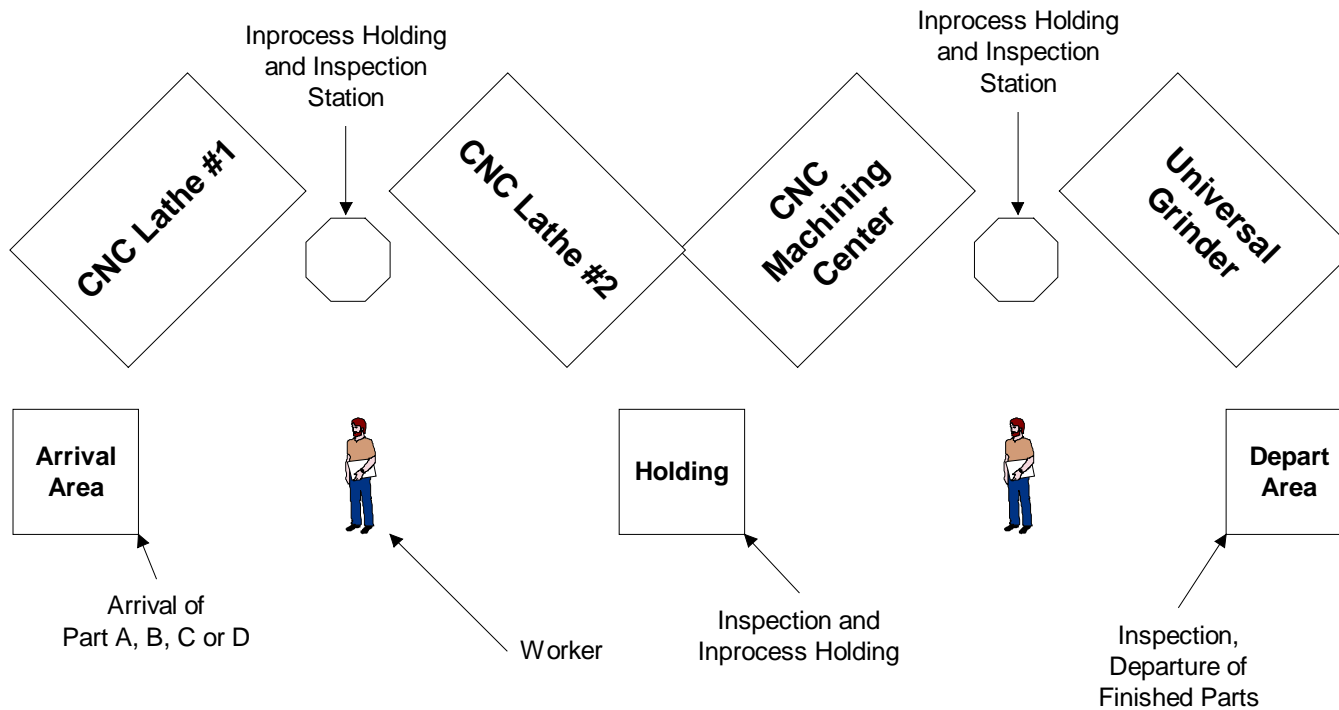 Inprocess Holding
and Inspection
Station
Inprocess Holding
and Inspection
Station
CNC Lathe #1
CNC Lathe #2
CNC
Machining
Center
Universal
Grinder
Arrival
Area
Holding
Depart
Area
Arrival of
Part A, B, C or D
Worker
Inspection and
Inprocess Holding
Inspection,
Departure of
Finished Parts